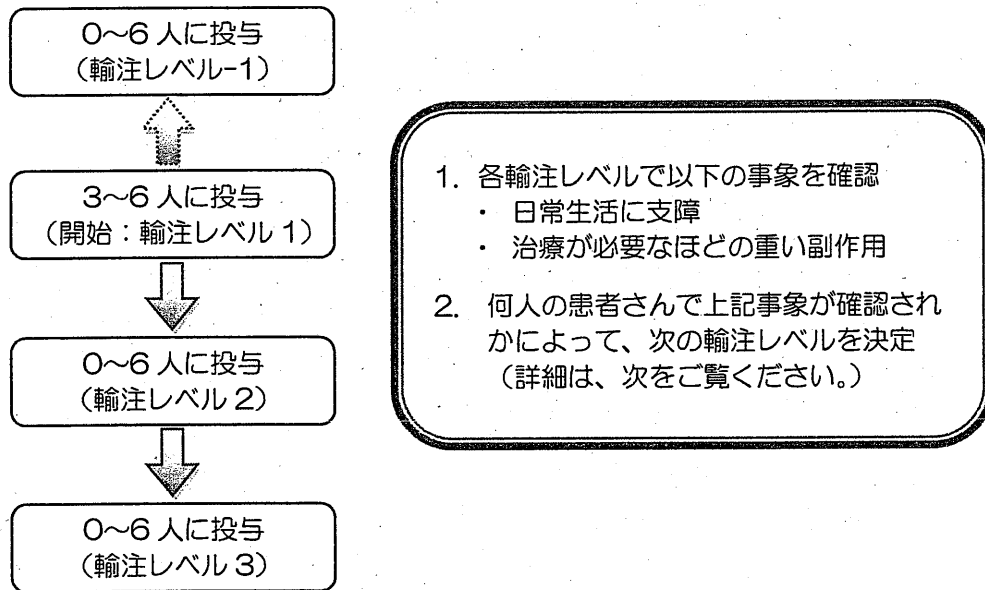 0～6人に投与
（輸注レベル-1）
3～6人に投与
（開始：輸注レベル1）
0～6人に投与
（輸注レベル2）
0～6人に投与
（輸注レベル3）
1. 各輸注レベルで以下の事象を確認
・ 日常生活に支障
・ 治療が必要なほどの重い副作用
2. 何人の患者さんで上記事象が確認され
かによって、次の輸注レベルを決定
（詳細は、次をご覧ください。）